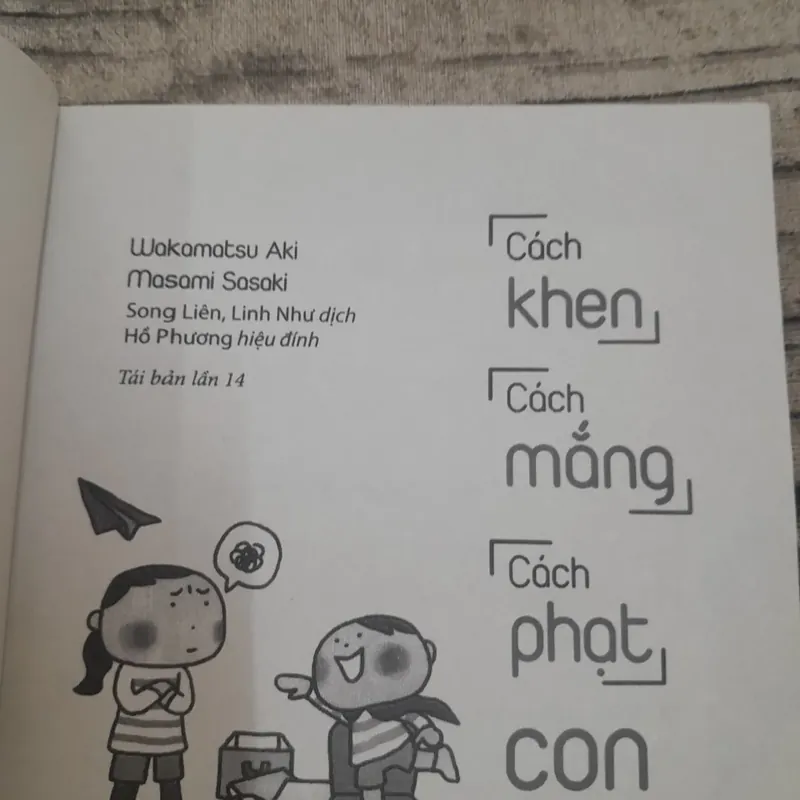 Wakamatsu Aki
Masami Sasaki
Song Liên, Linh Như dịch
Hồ Phương hiệu đính
Tái bản lần 14
Cách
khen
Cách
mắng
Cách
phạt
con